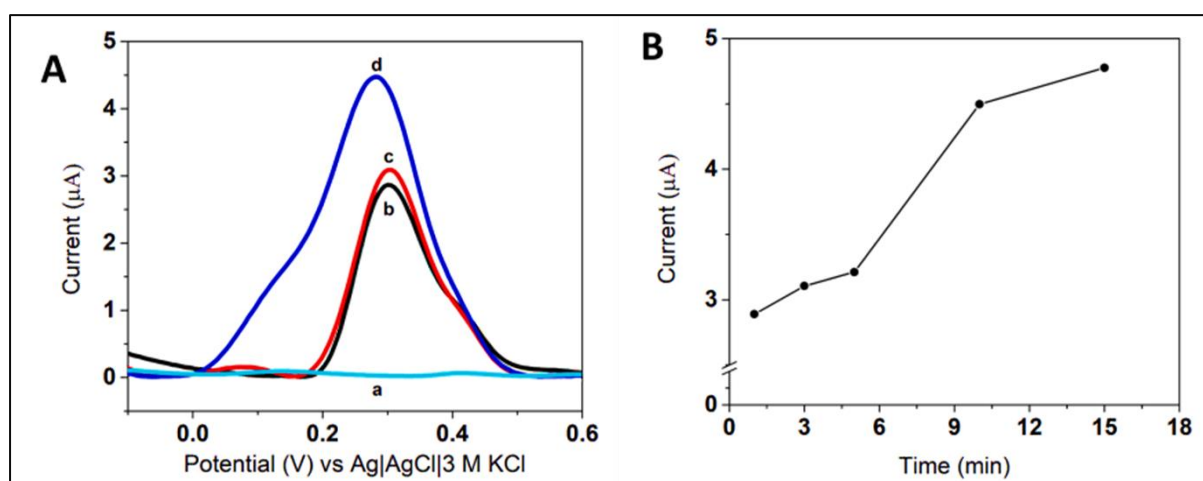 A
5
4
3
2
1
0
Current (µA)
d
c
b
a
0.0 0.2 0.4 0.6
Potential (V) vs Ag|AgCl|3 M KCl
B
5
4
3
0
Current (µA)
0 3 6 9 12 15 18
Time (min)